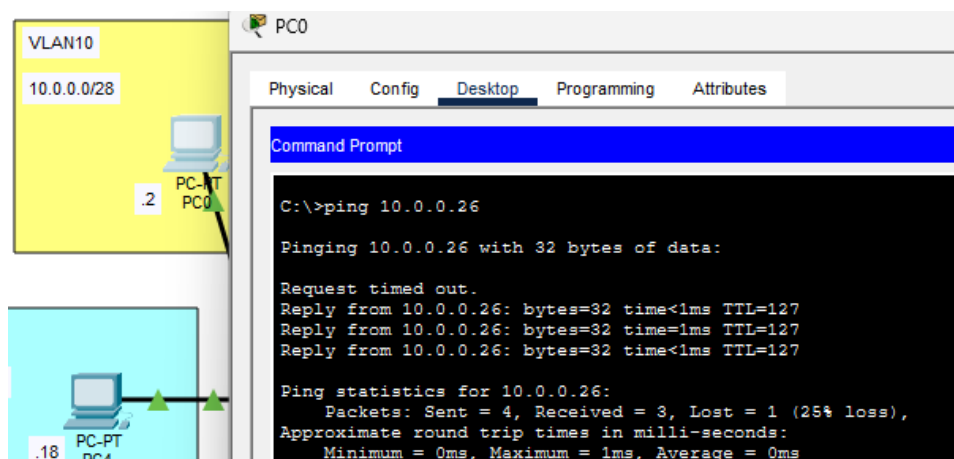 PC0
VLAN10
10.0.0.0/28
Physical Config Desktop Programming Attributes
Command Prompt
PC-PT
.2 PC0
C:\>ping 10.0.0.26
Pinging 10.0.0.26 with 32 bytes of data:
Request timed out.
Reply from 10.0.0.26: bytes=32 time<1ms TTL=127
Reply from 10.0.0.26: bytes=32 time=1ms TTL=127
Reply from 10.0.0.26: bytes=32 time<1ms TTL=127
Ping statistics for 10.0.0.26:
Packets: Sent = 4, Received = 3, Lost = 1 (25% loss),
Approximate round trip times in milli-seconds:
Minimum = 0ms, Maximum = 1ms, Average = 0ms
PC-PT
.18